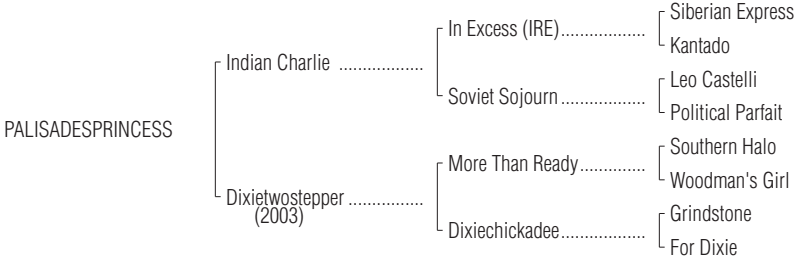 Siberian Express
In Excess (IRE)
Kantado
Indian Charlie
Leo Castelli
Soviet Sojourn
Political Parfait
PALISADESPRINCESS
Southern Halo
More Than Ready
Woodman's Girl
Dixietwostepper
(2003)
Grindstone
Dixiechickadee
For Dixie